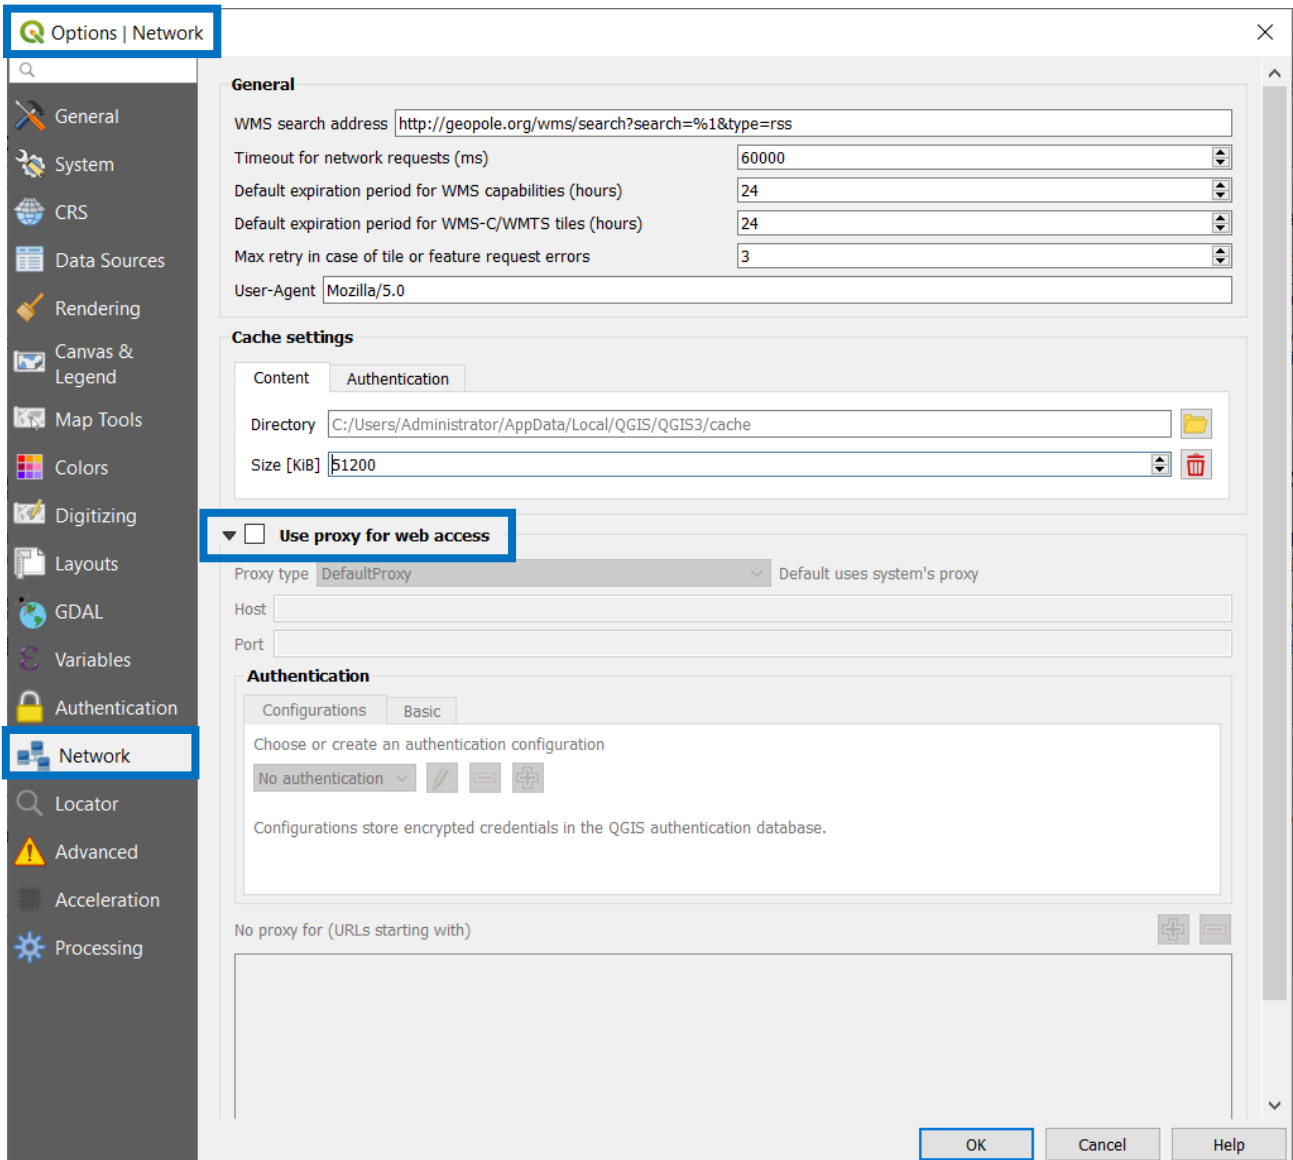 Options | Network
General
System
CRS
Data Sources
Rendering
Canvas &
Legend
Map Tools
Colors
Digitizing
Layouts
GDAL
Variables
Authentication
Network
Locator
Advanced
Acceleration
Processing
General
WMS search address http://geopole.org/wms/search?search=%1&type=rss
Timeout for network requests (ms) 60000
Default expiration period for WMS capabilities (hours) 24
Default expiration period for WMS-C/WMTS tiles (hours) 24
Max retry in case of tile or feature request errors 3
User-Agent Mozilla/5.0
Cache settings
Content Authentication
Directory C:/Users/Administrator/AppData/Local/QGIS/QGIS3/cache
Size [KiB] 51200
Use proxy for web access
Proxy type DefaultProxy Default uses system's proxy
Host
Port
Authentication
Configurations Basic
Choose or create an authentication configuration
No authentication
Configurations store encrypted credentials in the QGIS authentication database.
No proxy for (URLs starting with)
OK Cancel Help